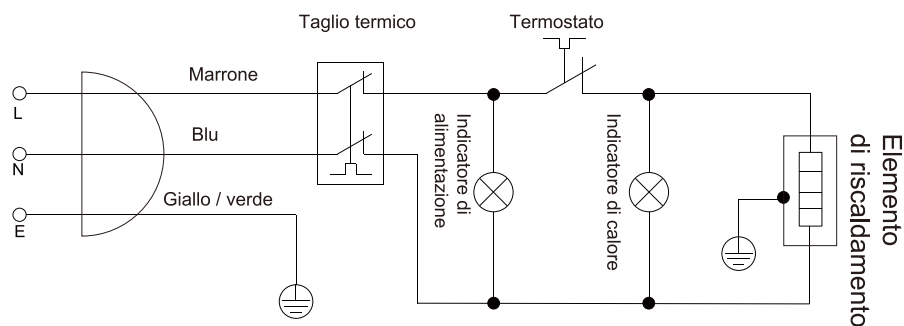 Taglio termico
Termostato
Marrone
L
Blu
N
Giallo / verde
E
Indicatore di
alimentazione
Indicatore di calore
Elemento
di riscaldamento